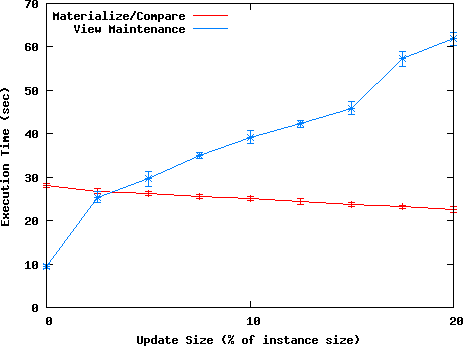 70
Materialize/Compare
View Maintenance
60
50
40
30
20
10
0
Execution Time (sec)
0 10 20
Update Size (% of instance size)